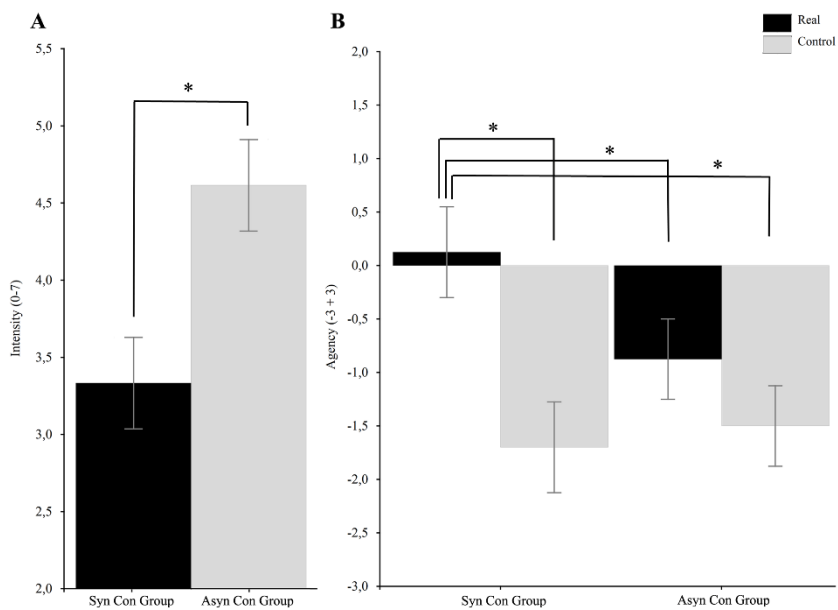 A
B
Real
Control
Intensity (0-7)
5,5
5,0
4,5
4,0
3,5
3,0
2,5
2,0
*
Syn Con Group
Asyn Con Group
Agency (-3 + 3)
2,0
1,5
1,0
0,5
0,0
-0,5
-1,0
-1,5
-2,0
-2,5
-3,0
*
*
*
Syn Con Group
Asyn Con Group